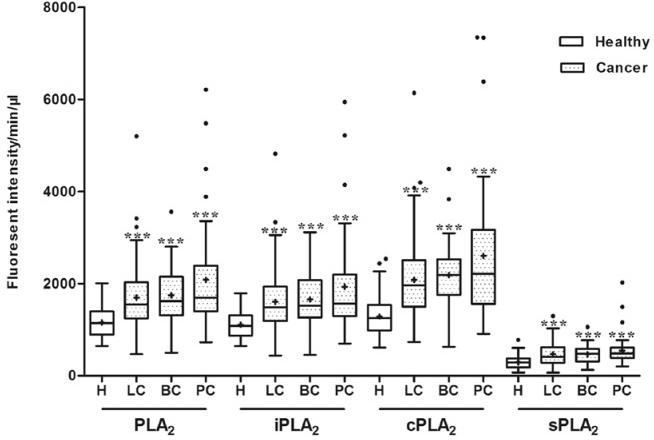 8000
6000
4000
2000
0
Fluoresent intensity/min/µl
Healthy
Cancer
*** *** *** *** *** *** *** *** *** *** *** ***
H LC BC PC H LC BC PC H LC BC PC H LC BC PC
PLA₂ iPLA₂ cPLA₂ sPLA₂